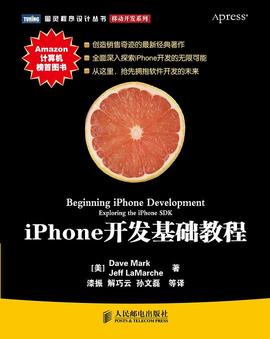 TURING 图灵程序设计丛书 移动开发系列
Apress®
Amazon
计算机
榜首图书
创造销售奇迹的最新经典著作
全面深入探索iPhone开发的无限可能
从这里，抢先拥抱软件开发的未来
Beginning iPhone Development
Exploring the iPhone SDK
iPhone开发基础教程
[美] Dave Mark
Jeff LaMarche 著
漆振 解巧云 孙文磊 等译
人民邮电出版社
POSTS & TELECOM PRESS